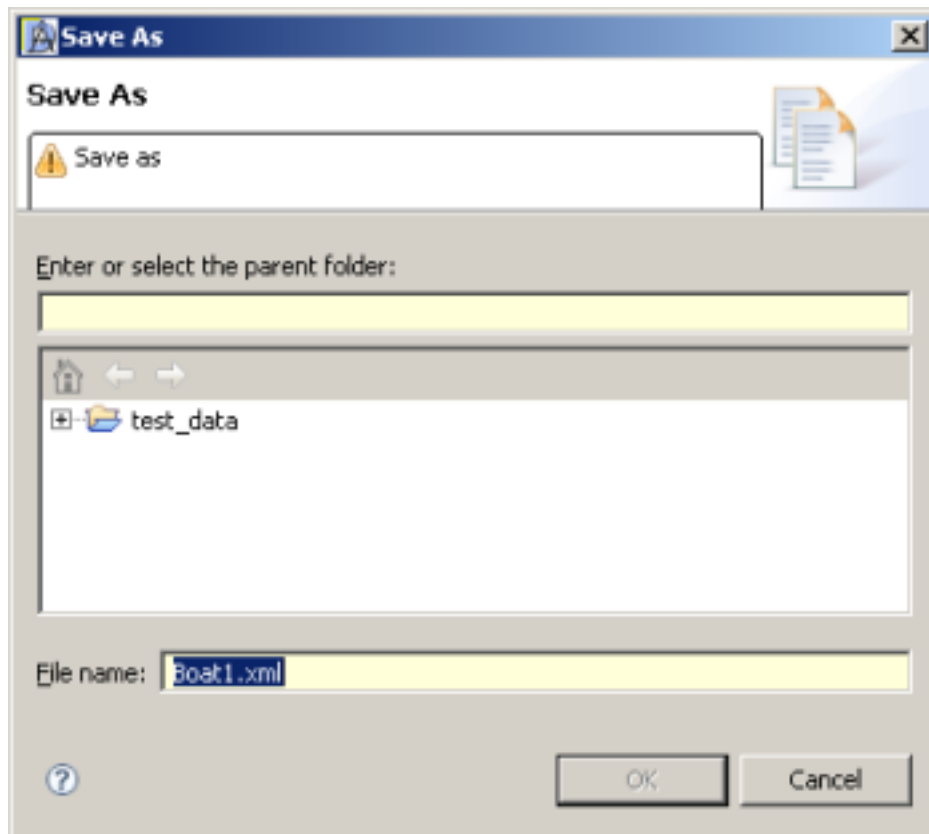 Save As
Save As
Save as
Enter or select the parent folder:
test_data
File name: Boat1.xml
OK Cancel